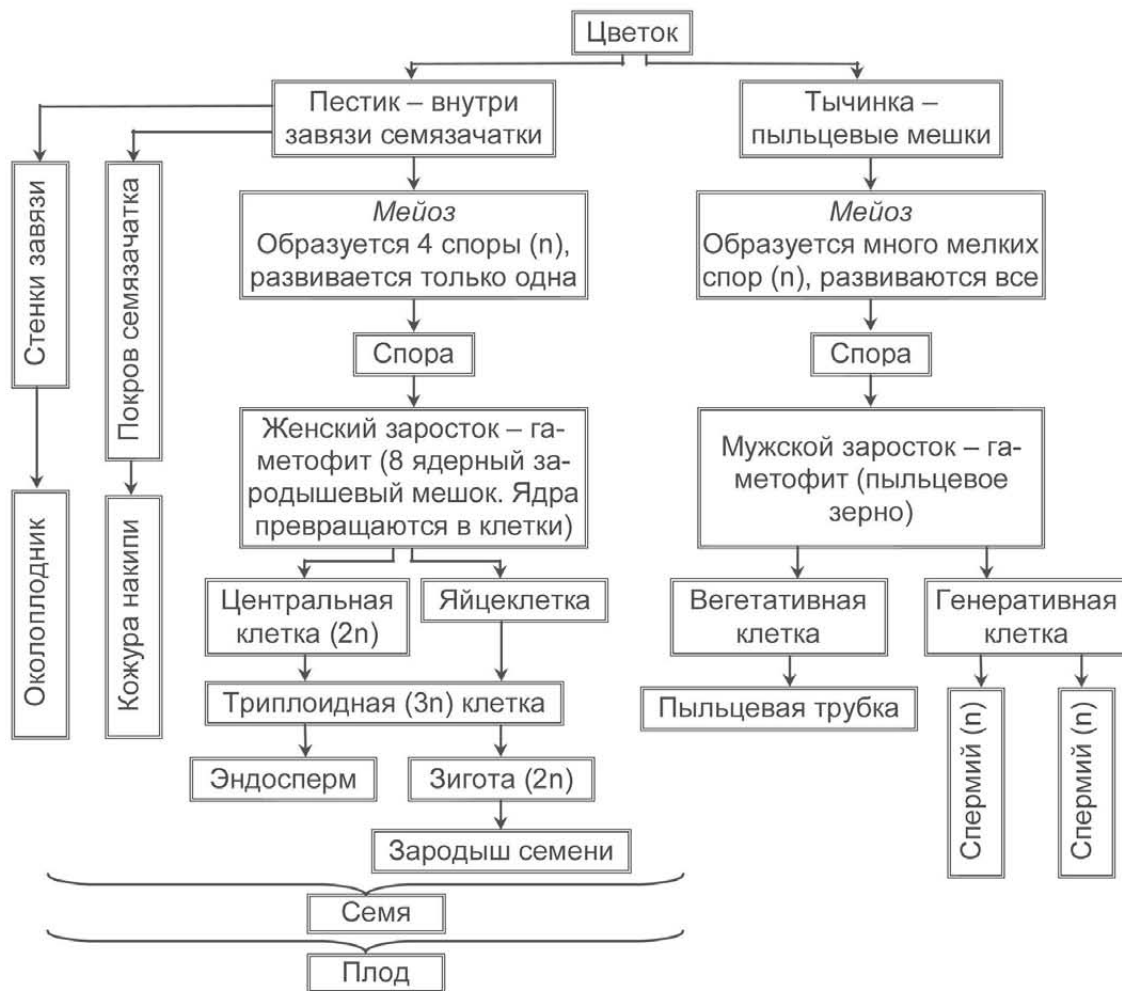 Цветок
Пестик – внутри
завязи семязачатки
Тычинка –
пыльцевые мешки
Стенки завязи
Покров семязачатка
Мейоз
Образуется 4 споры (n),
развивается только одна
Мейоз
Образуется много мелких
спор (n), развиваются все
Спора
Спора
Женский заросток – га-
метофит (8 ядерный за-
родышевый мешок. Ядра
превращаются в клетки)
Мужской заросток – га-
метофит (пыльцевое
зерно)
Околоплодник
Кожура накипи
Центральная
клетка (2n)
Яйцеклетка
Вегетативная
клетка
Генеративная
клетка
Триплоидная (3n) клетка
Пыльцевая трубка
Спермий (n)
Спермий (n)
Эндосперм
Зигота (2n)
Зародыш семени
Семя
Плод